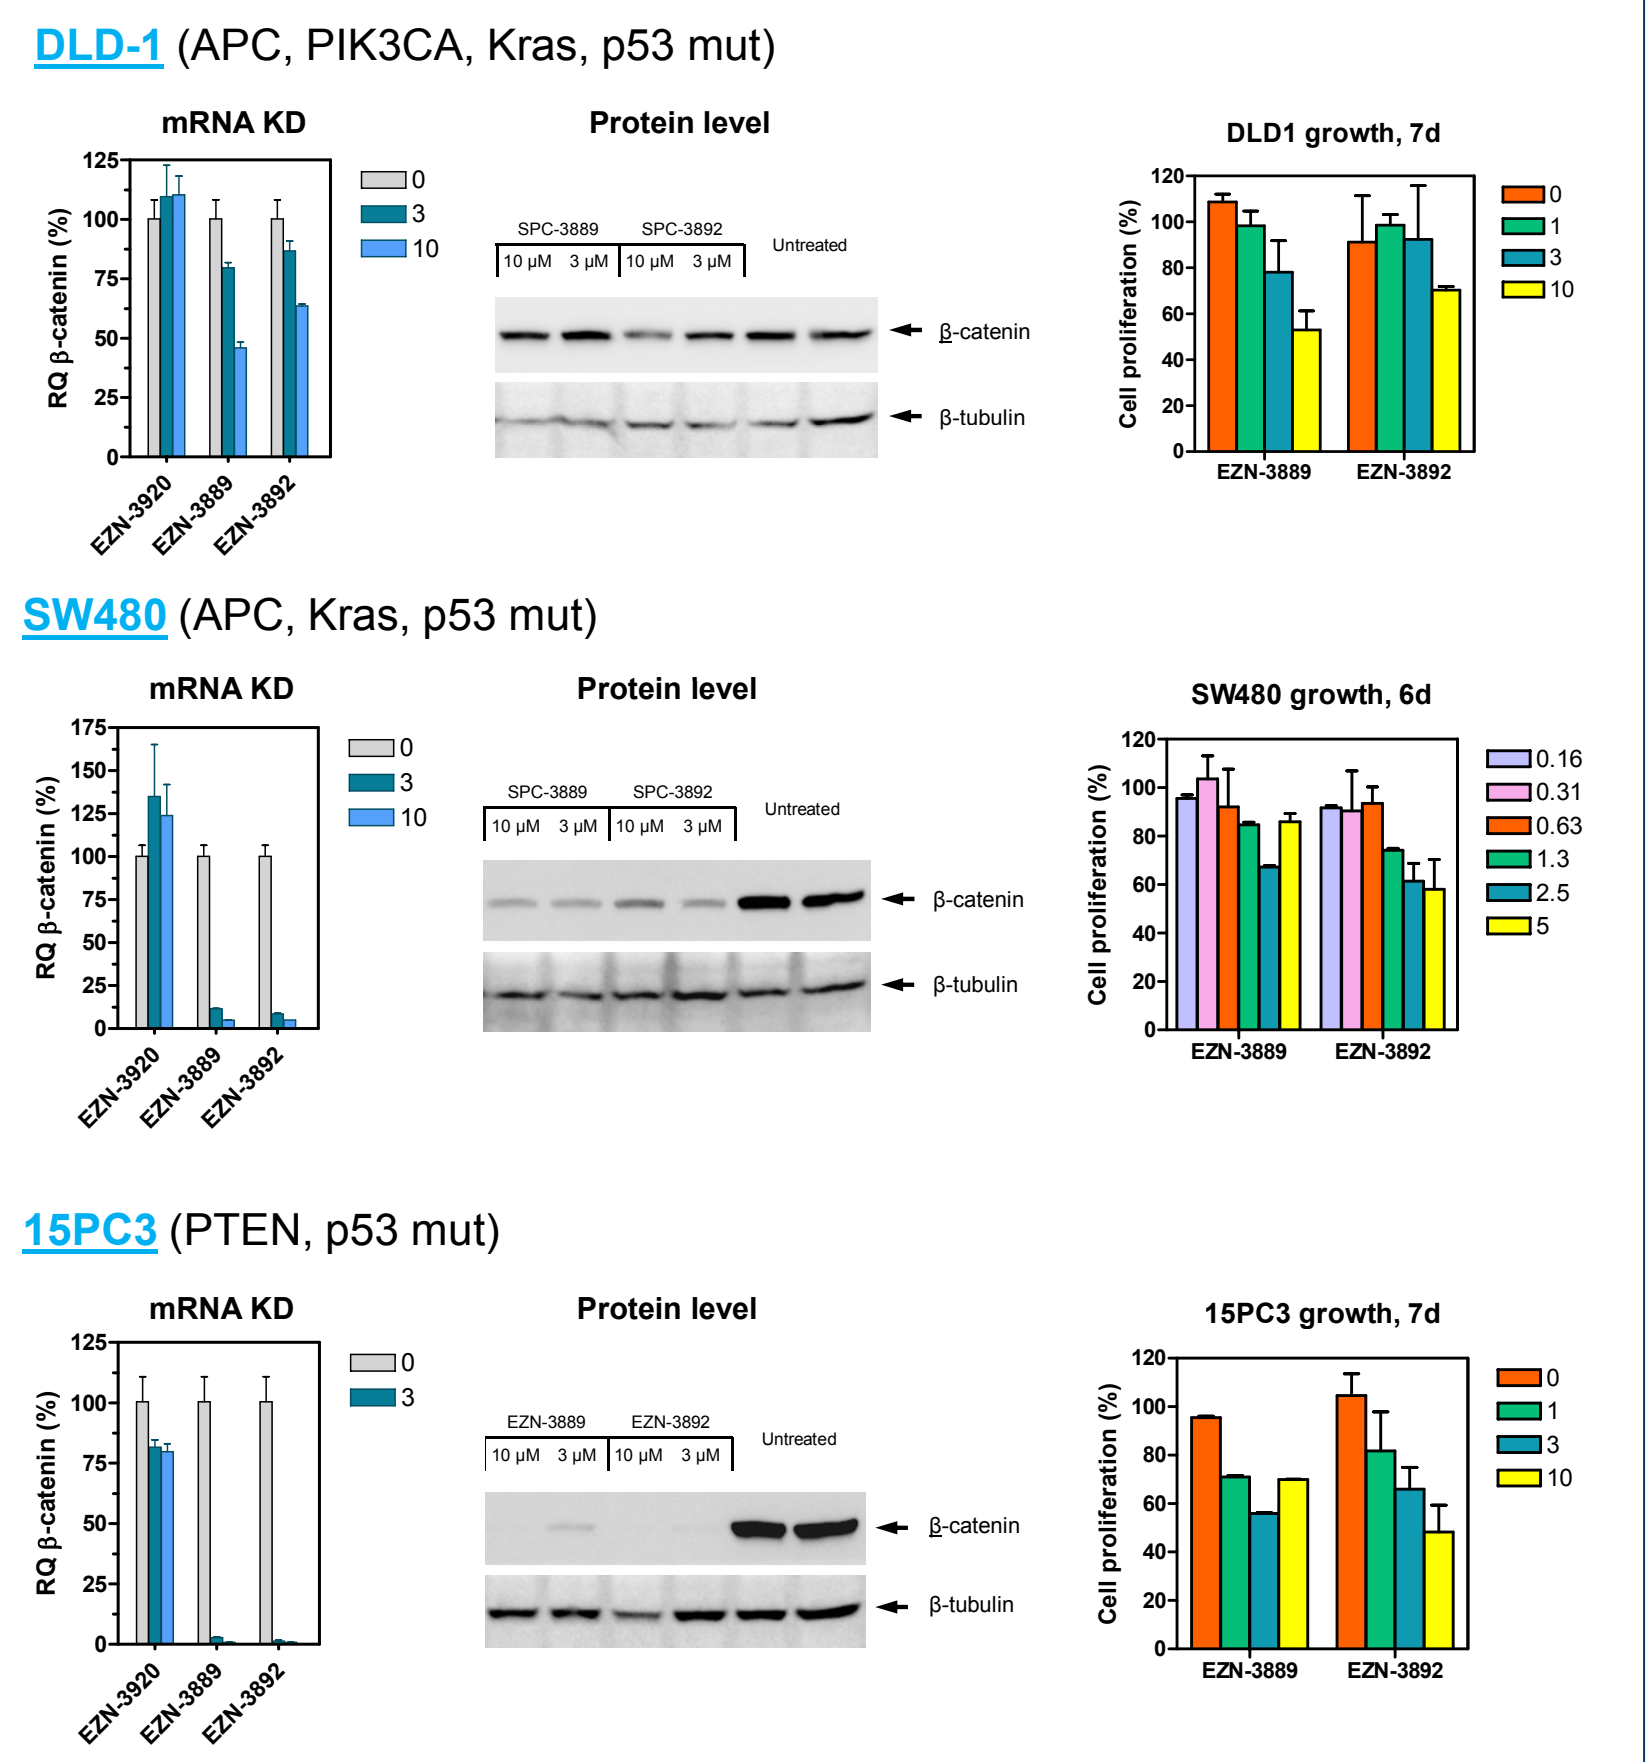 DLD-1 (APC, PIK3CA, Kras, p53 mut)
mRNA KD
RQ β-catenin (%)
125
100
75
50
25
0
EZN-3920
EZN-3889
EZN-3892
0
3
10
Protein level
SPC-3889 SPC-3892 Untreated
10 µM 3 µM 10 µM 3 µM
β-catenin
β-tubulin
DLD1 growth, 7d
Cell proliferation (%)
120
100
80
60
40
20
0
EZN-3889 EZN-3892
0
1
3
10
SW480 (APC, Kras, p53 mut)
mRNA KD
RQ β-catenin (%)
175
150
125
100
75
50
25
0
EZN-3920
EZN-3889
EZN-3892
0
3
10
Protein level
SPC-3889 SPC-3892 Untreated
10 µM 3 µM 10 µM 3 µM
β-catenin
β-tubulin
SW480 growth, 6d
Cell proliferation (%)
120
100
80
60
40
20
0
EZN-3889 EZN-3892
0.16
0.31
0.63
1.3
2.5
5
15PC3 (PTEN, p53 mut)
mRNA KD
RQ β-catenin (%)
125
100
75
50
25
0
EZN-3920
EZN-3889
EZN-3892
0
3
Protein level
EZN-3889 EZN-3892 Untreated
10 µM 3 µM 10 µM 3 µM
β-catenin
β-tubulin
15PC3 growth, 7d
Cell proliferation (%)
120
100
80
60
40
20
0
EZN-3889 EZN-3892
0
1
3
10